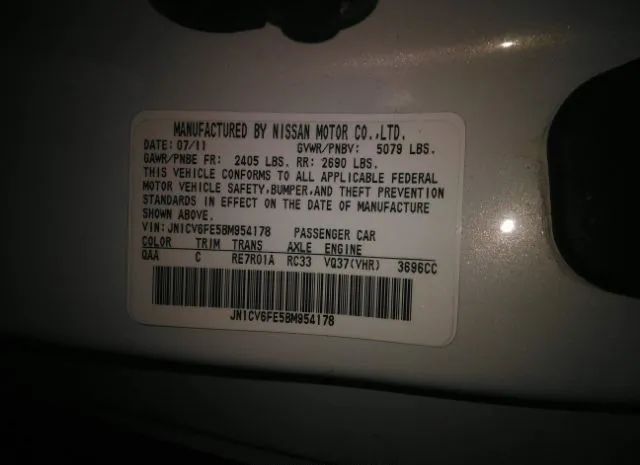 MANUFACTURED BY NISSAN MOTOR CO.,LTD.
DATE: 07/11 GVWR/PNBV: 5079 LBS.
GAWR/PNBE FR: 2405 LBS. RR: 2690 LBS.
THIS VEHICLE CONFORMS TO ALL APPLICABLE FEDERAL
MOTOR VEHICLE SAFETY,BUMPER,AND THEFT PREVENTION
STANDARDS IN EFFECT ON THE DATE OF MANUFACTURE
SHOWN ABOVE.
VIN: JN1CV6FE5BM954178 PASSENGER CAR
COLOR TRIM TRANS AXLE ENGINE
QAA C RE7R01A RC33 VQ37(VHR) 3696CC
JN1CV6FE5BM954178